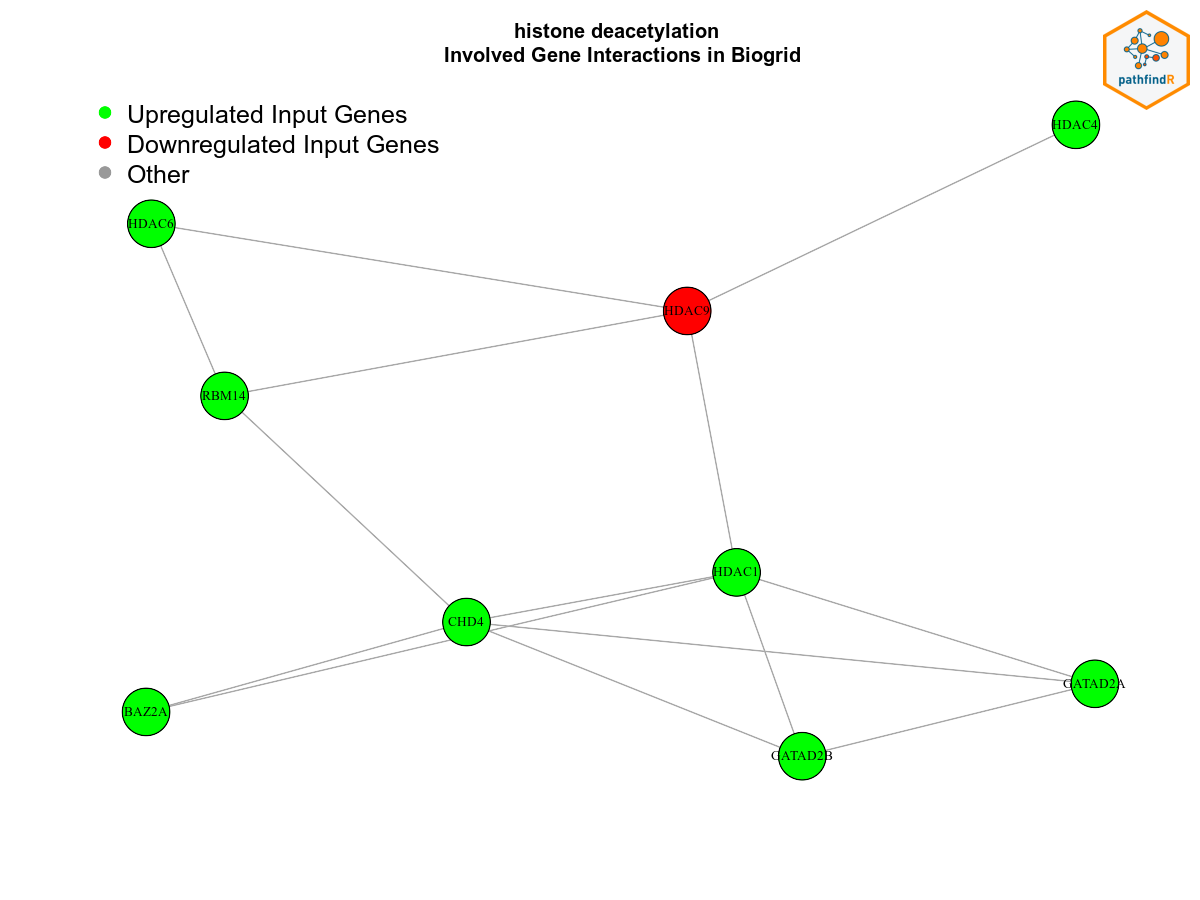 histone deacetylation
Involved Gene Interactions in Biogrid
pathfindR
Upregulated Input Genes
Downregulated Input Genes
Other
HDAC4
HDAC6
HDAC9
RBM14
HDAC1
CHD4
GATAD2A
BAZ2A
GATAD2B